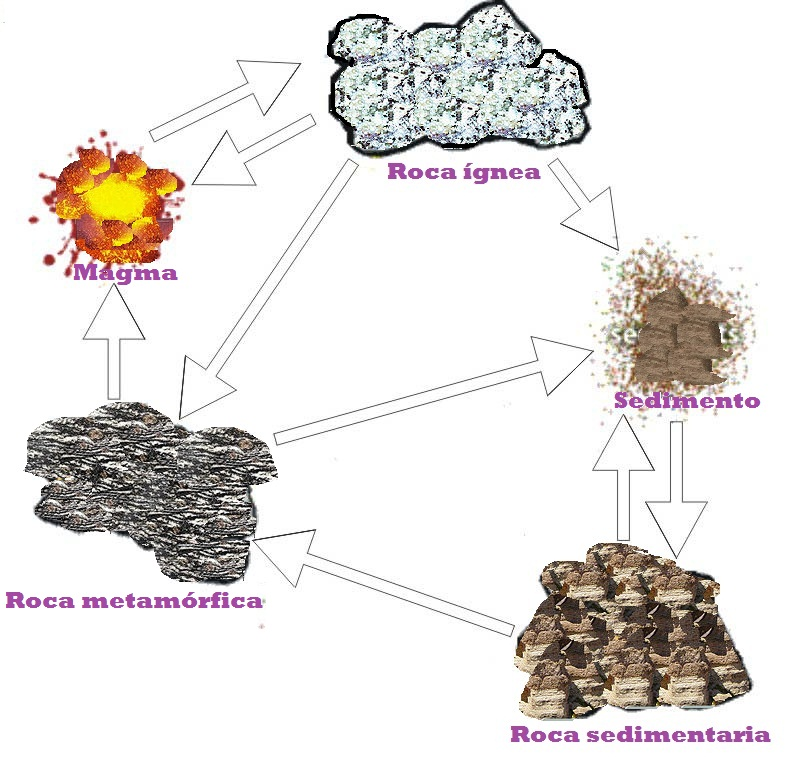 Roca ígnea
Magma
Sedimento
Roca metamórfica
Roca sedimentaria